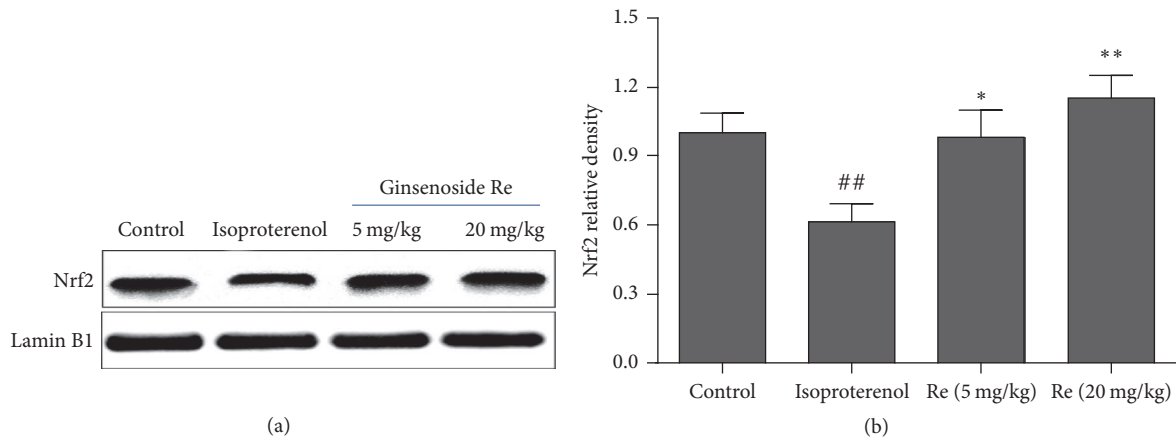 Ginsenoside Re
Control Isoproterenol 5 mg/kg 20 mg/kg
Nrf2
Lamin B1
(a)
Nrf2 relative density
1.5
1.2
0.9
0.6
0.3
0.0
##
*
**
Control Isoproterenol Re (5 mg/kg) Re (20 mg/kg)
(b)